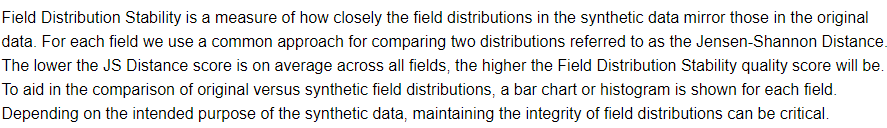 Field Distribution Stability is a measure of how closely the field distributions in the synthetic data mirror those in the original
data. For each field we use a common approach for comparing two distributions referred to as the Jensen-Shannon Distance.
The lower the JS Distance score is on average across all fields, the higher the Field Distribution Stability quality score will be.
To aid in the comparison of original versus synthetic field distributions, a bar chart or histogram is shown for each field.
Depending on the intended purpose of the synthetic data, maintaining the integrity of field distributions can be critical.